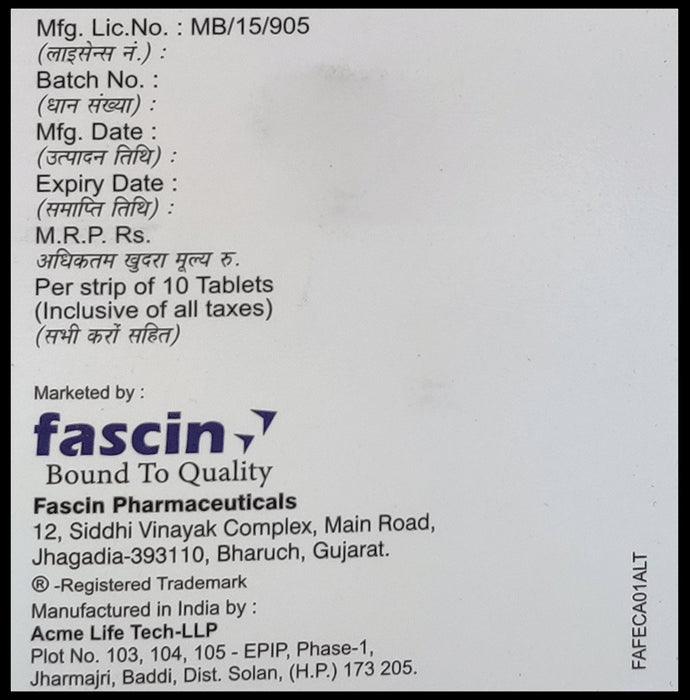 Mfg. Lic.No. : MB/15/905
(लाइसेन्स नं.) :
Batch No. :
(धान संख्या) :
Mfg. Date :
(उत्पादन तिथि) :
Expiry Date :
(समाप्ति तिथि) :
M.R.P. Rs.
अधिकतम खुदरा मूल्य रु.
Per strip of 10 Tablets
(Inclusive of all taxes)
(सभी करों सहित)
Marketed by :
fascin
Bound To Quality
Fascin Pharmaceuticals
12, Siddhi Vinayak Complex, Main Road,
Jhagadia-393110, Bharuch, Gujarat.
® -Registered Trademark
Manufactured in India by :
Acme Life Tech-LLP
Plot No. 103, 104, 105 - EPIP, Phase-1,
Jharmajri, Baddi, Dist. Solan, (H.P.) 173 205.
FAFECA01ALT